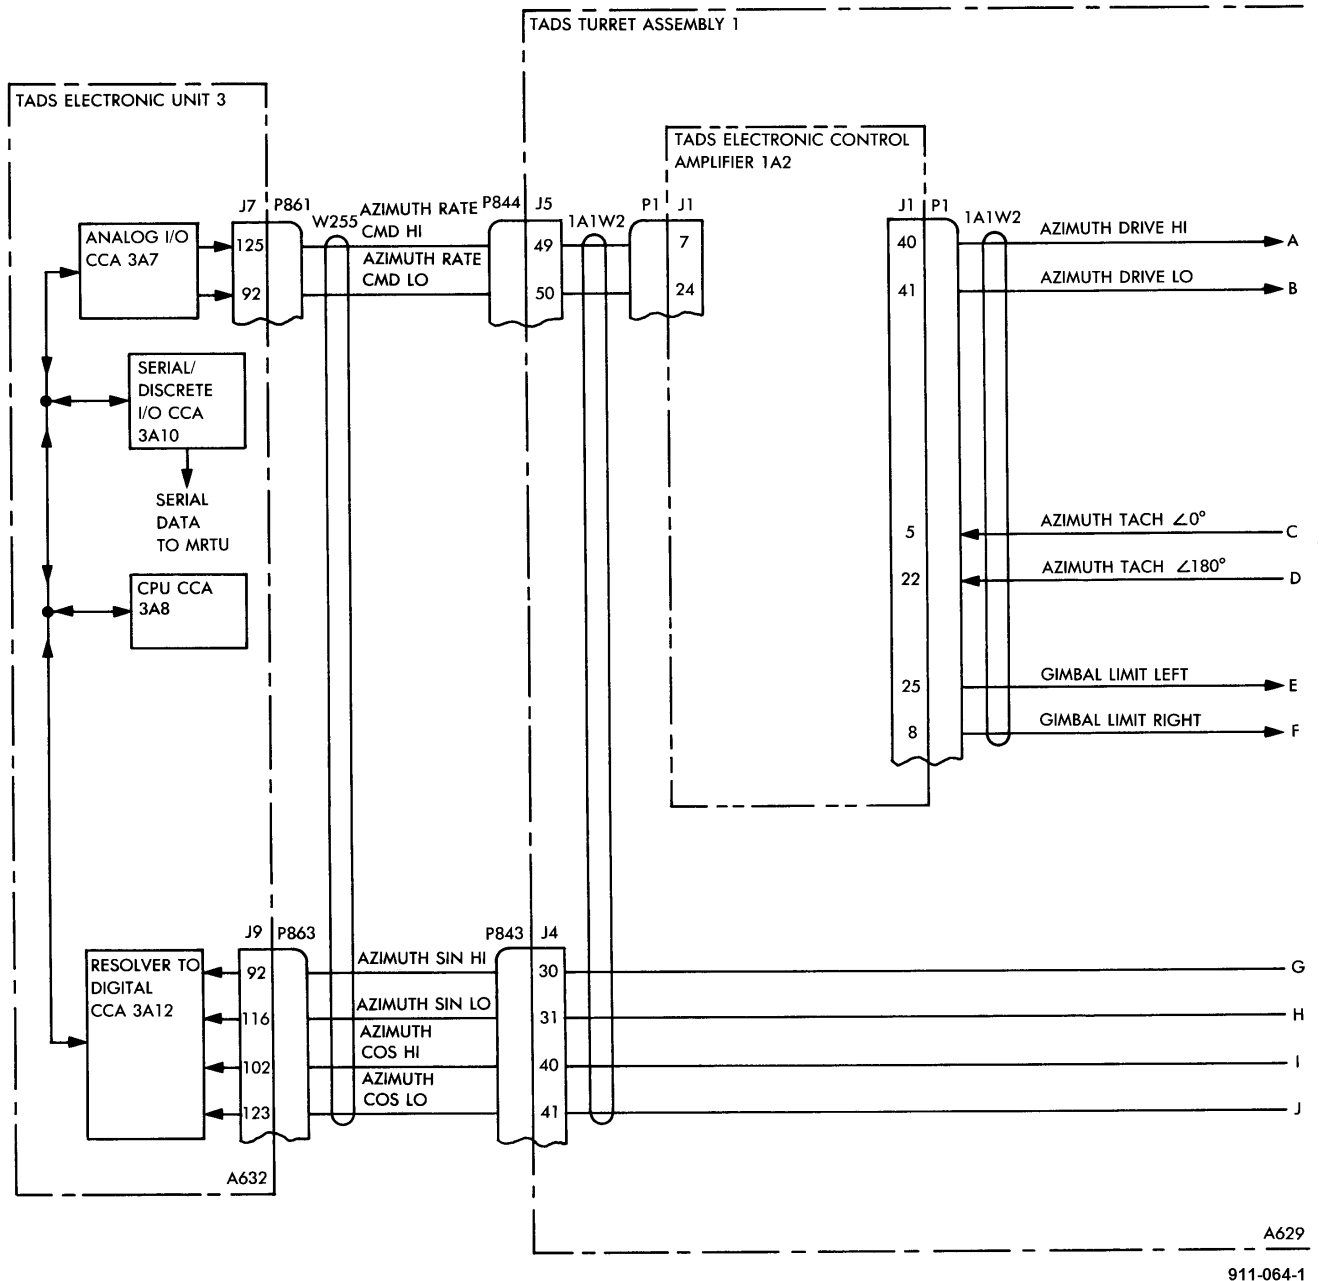 TADS TURRET ASSEMBLY 1
TADS ELECTRONIC UNIT 3
TADS ELECTRONIC CONTROL
AMPLIFIER 1A2
J7 P861
W255
AZIMUTH RATE
CMD HI
AZIMUTH RATE
CMD LO
P844 J5
1A1W2
P1 J1
J1 P1
1A1W2
ANALOG I/O
CCA 3A7
125
92
49
50
7
24
40
41
AZIMUTH DRIVE HI
A
AZIMUTH DRIVE LO
B
SERIAL/
DISCRETE
I/O CCA
3A10
SERIAL
DATA
TO MRTU
CPU CCA
3A8
5
AZIMUTH TACH ∠0°
C
22
AZIMUTH TACH ∠180°
D
25
GIMBAL LIMIT LEFT
E
8
GIMBAL LIMIT RIGHT
F
J9 P863
P843 J4
RESOLVER TO
DIGITAL
CCA 3A12
92
AZIMUTH SIN HI
30
G
116
AZIMUTH SIN LO
31
H
102
AZIMUTH
COS HI
40
I
123
AZIMUTH
COS LO
41
J
A632
A629
911-064-1